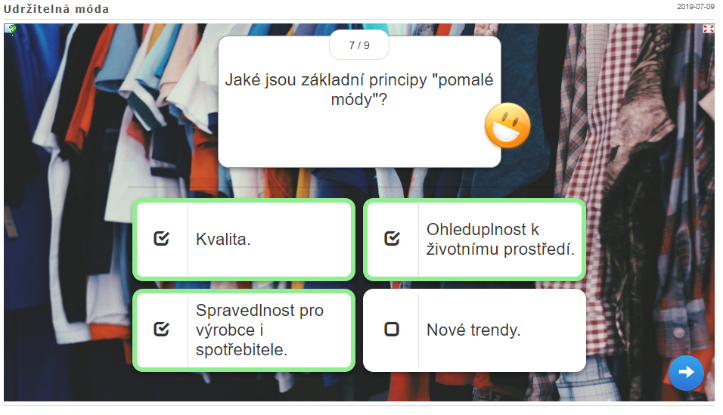 Udržitelná móda
2019-07-09
7 / 9
Jaké jsou základní principy "pomalé
módy"?
Kvalita.
Ohleduplnost k
životnímu prostředí.
Spravedlnost pro
výrobce i
spotřebitele.
Nové trendy.